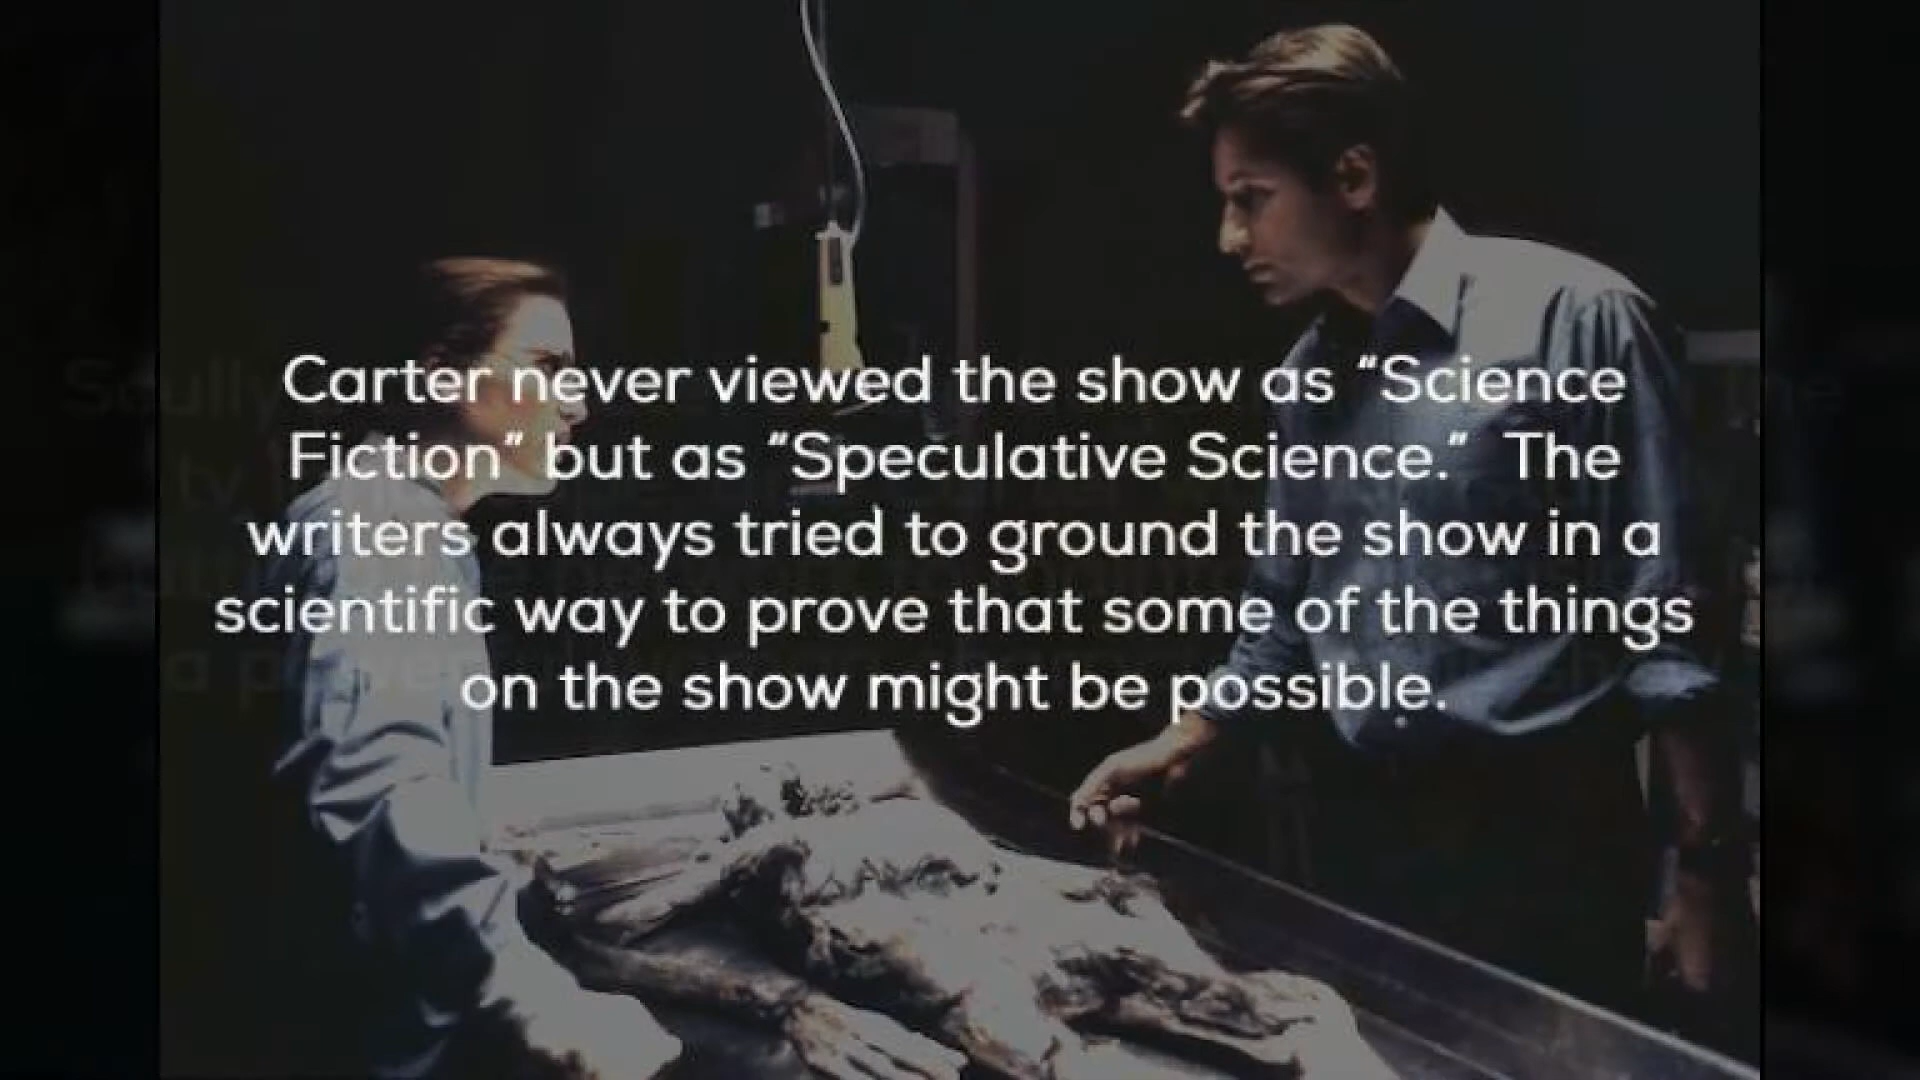 Carter never viewed the show as “Science
Fiction” but as “Speculative Science.” The
writers always tried to ground the show in a
scientific way to prove that some of the things
on the show might be possible.